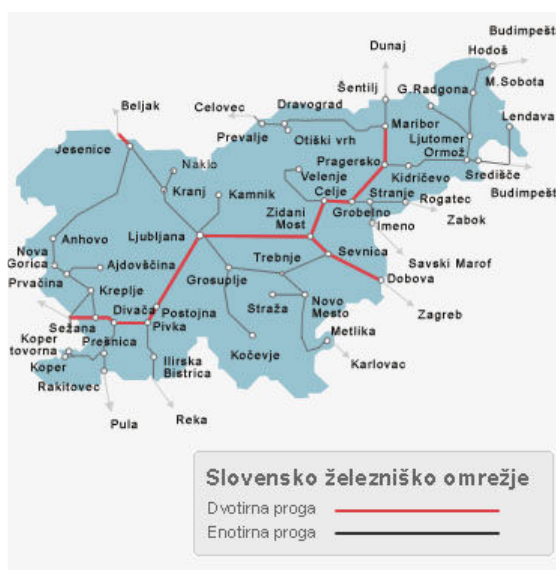 Budimpešta
Dunaj
Hodoš
Šentilj
G.Radgona
M.Sobota
Beljak
Celovec
Dravograd
Lendava
Prevalje
Otiški vrh
Maribor
Ljutomer
Jesenice
Pragersko
Ormož
Naklo
Velenje
Kidričevo
Središče
Kranj
Kamnik
Celje
Stranje
Budimpešta
Zidani
Most
Grobelno
Rogatec
Anhovo
Ljubljana
Imeno
Zabok
Nova
Gorica
Ajdovščina
Trebnje
Sevnica
Savski Marof
Prvačina
Kreplje
Grosuplje
Dobova
Divača
Postojna
Straža
Novo
Mesto
Zagreb
Sežana
Pivka
Metlika
Koper
tovorna
Prešnica
Kočevje
Koper
Ilirska
Bistrica
Karlovac
Rakitovec
Pula
Reka
Slovensko železniško omrežje
Dvotirna proga
Enotirna proga